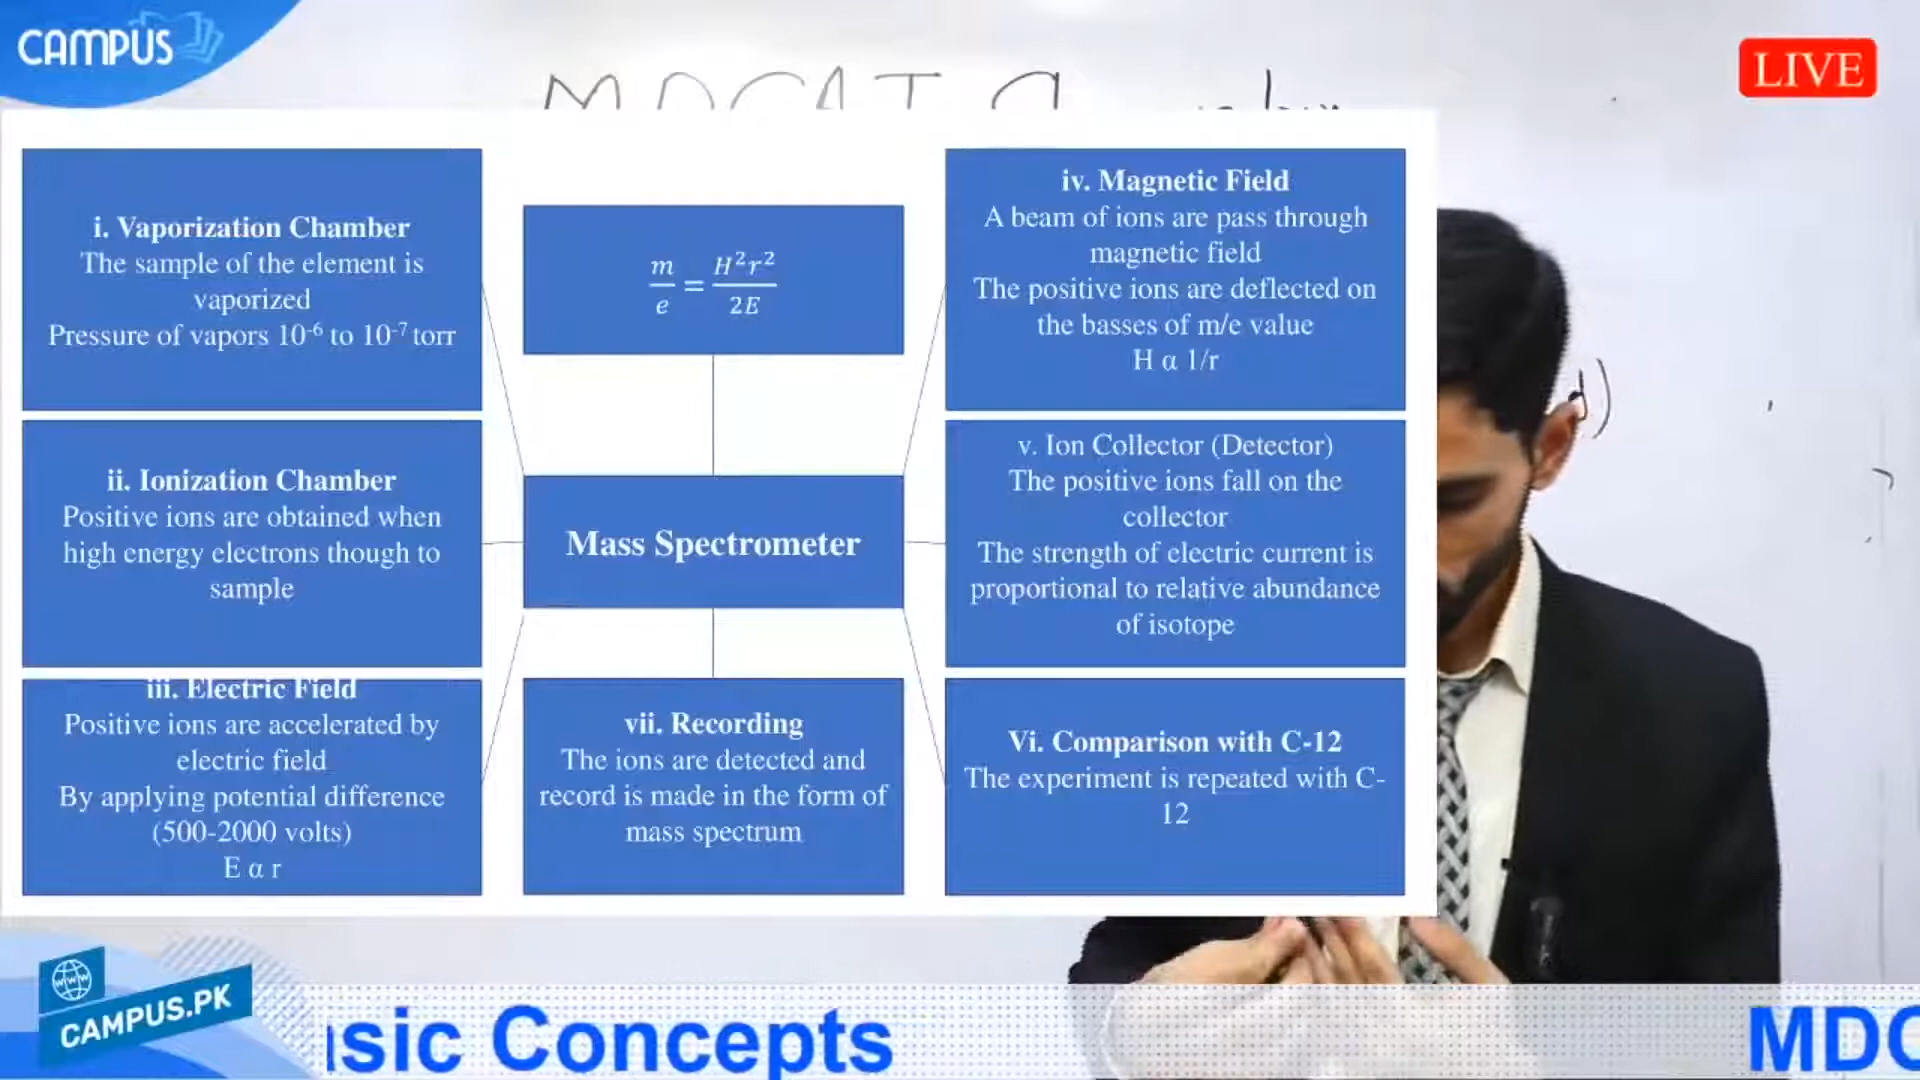 CAMPUS
LIVE
MDCAT
i. Vaporization Chamber
The sample of the element is
vaporized
Pressure of vapors 10⁻⁶ to 10⁻⁷ torr
ii. Ionization Chamber
Positive ions are obtained when
high energy electrons though to
sample
iii. Electric Field
Positive ions are accelerated by
electric field
By applying potential difference
(500-2000 volts)
E α r
m/e = H²r²/2E
Mass Spectrometer
vii. Recording
The ions are detected and
record is made in the form of
mass spectrum
iv. Magnetic Field
A beam of ions are pass through
magnetic field
The positive ions are deflected on
the basses of m/e value
H α 1/r
v. Ion Collector (Detector)
The positive ions fall on the
collector
The strength of electric current is
proportional to relative abundance
of isotope
Vi. Comparison with C-12
The experiment is repeated with C-
12
d)
www
CAMPUS.PK
asic Concepts
MDC